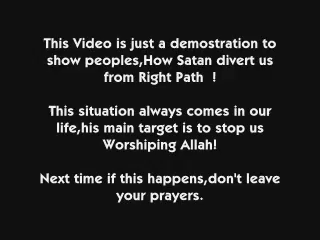 This Video is just a demostration to
show peoples,How Satan divert us
from Right Path !
This situation always comes in our
life,his main target is to stop us
Worshiping Allah!
Next time if this happens,don't leave
your prayers.